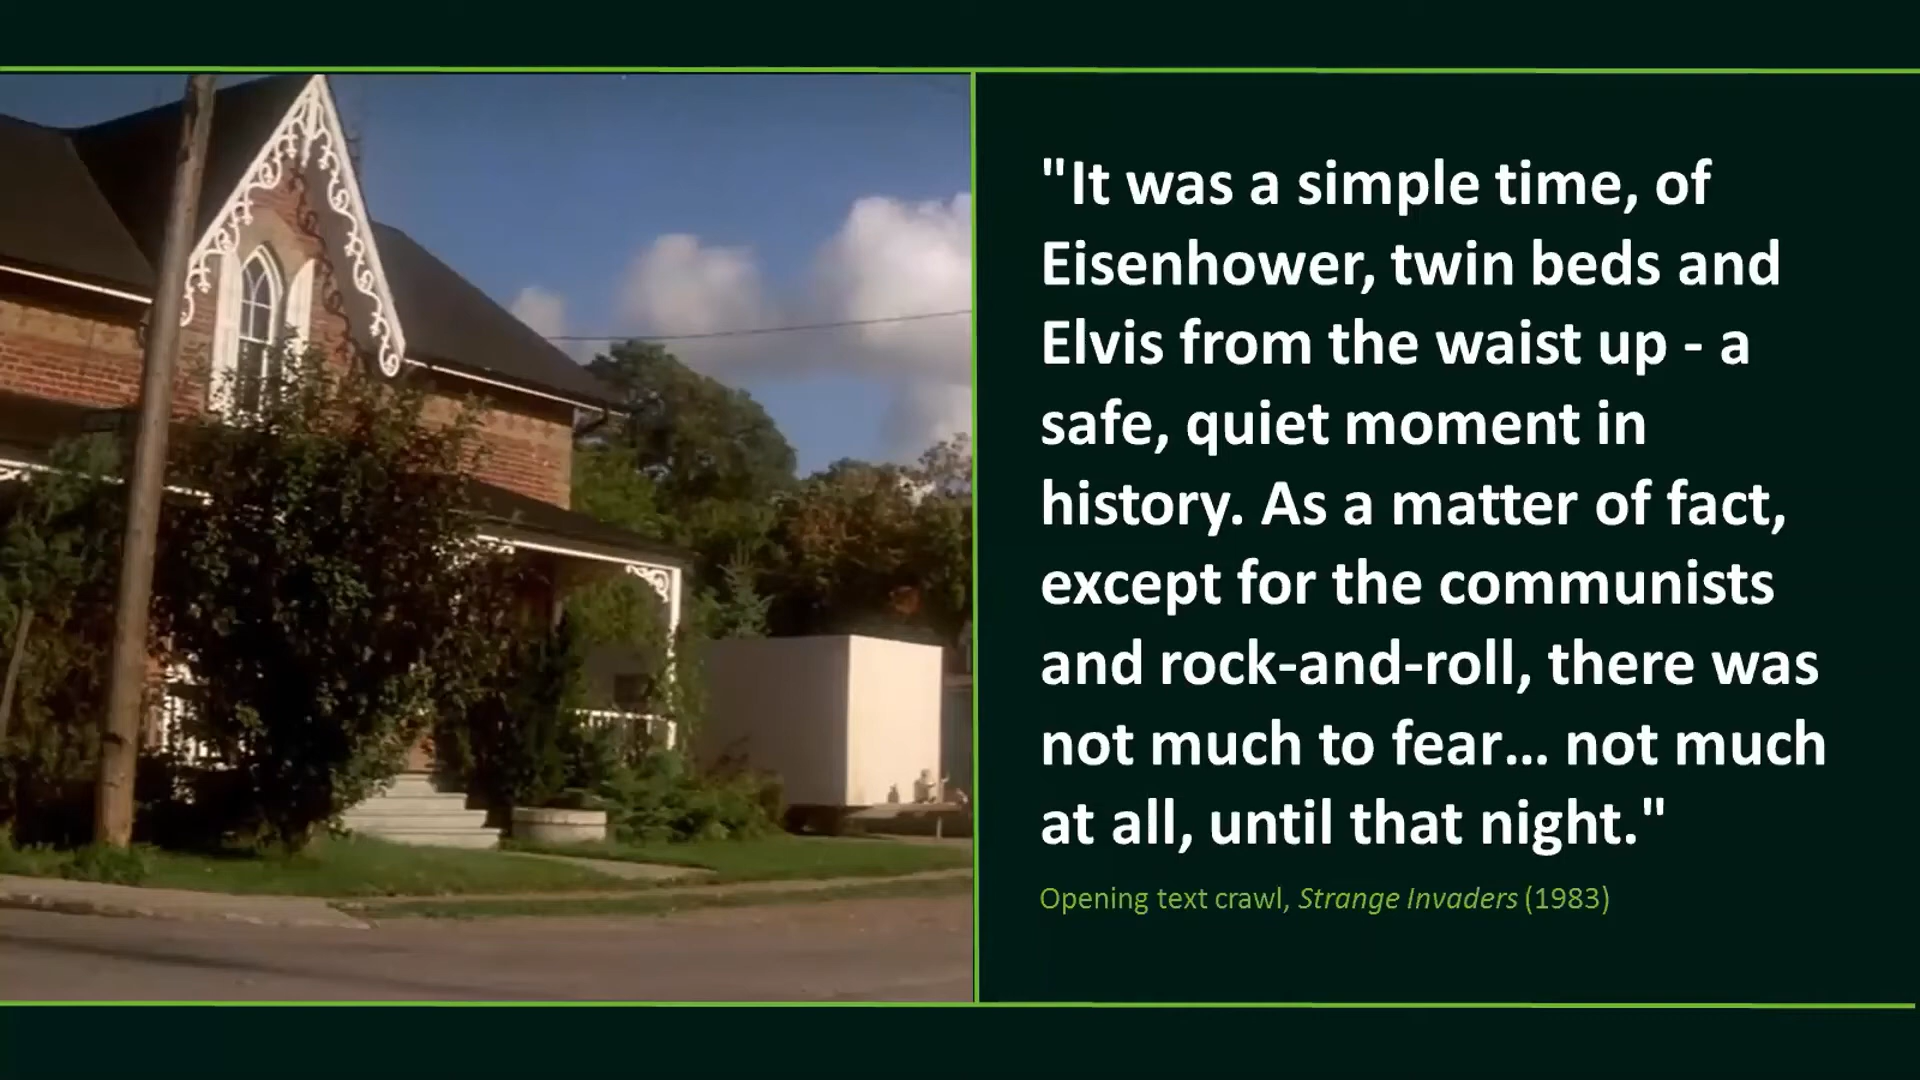 "It was a simple time, of
Eisenhower, twin beds and
Elvis from the waist up - a
safe, quiet moment in
history. As a matter of fact,
except for the communists
and rock-and-roll, there was
not much to fear... not much
at all, until that night."
Opening text crawl, Strange Invaders (1983)